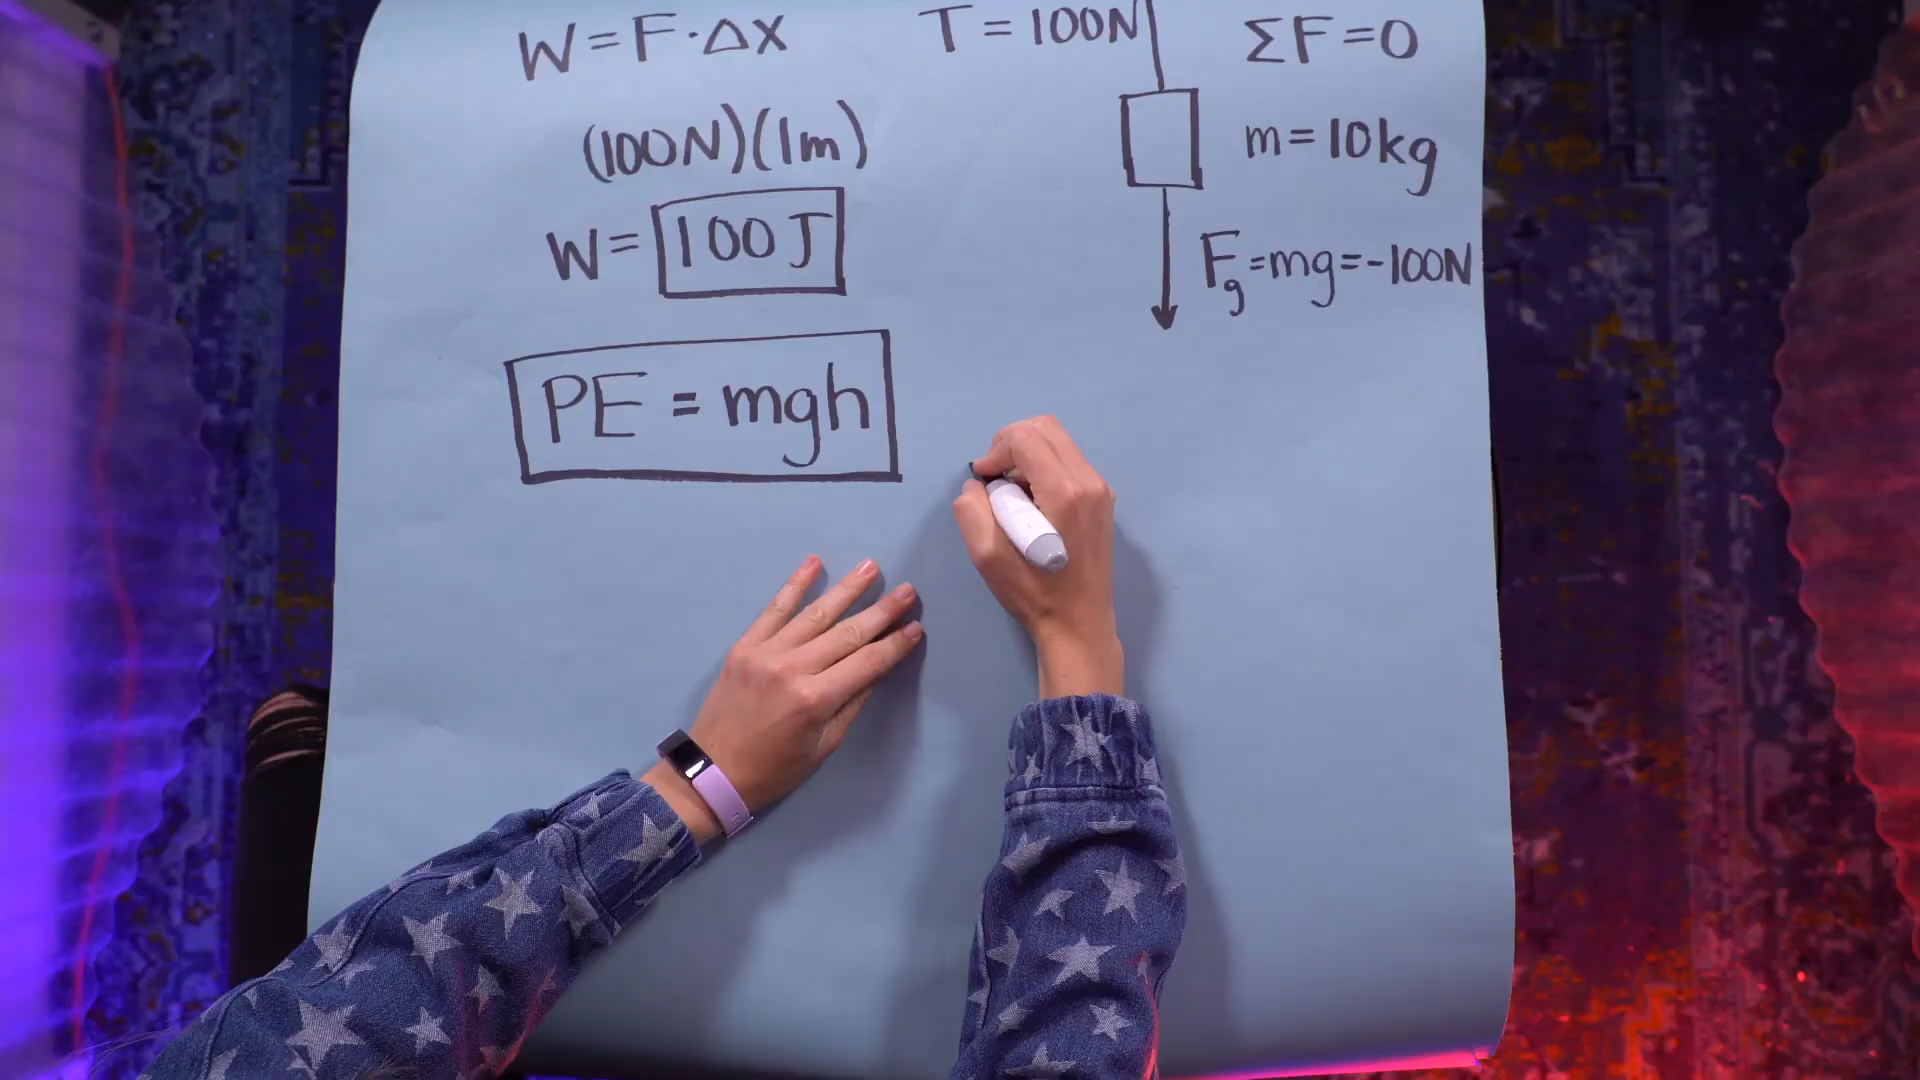 W = F · Δx
(100N)(1m)
W = 100J
PE = mgh
T = 100N
ΣF = 0
m = 10kg
Fg = mg = -100N